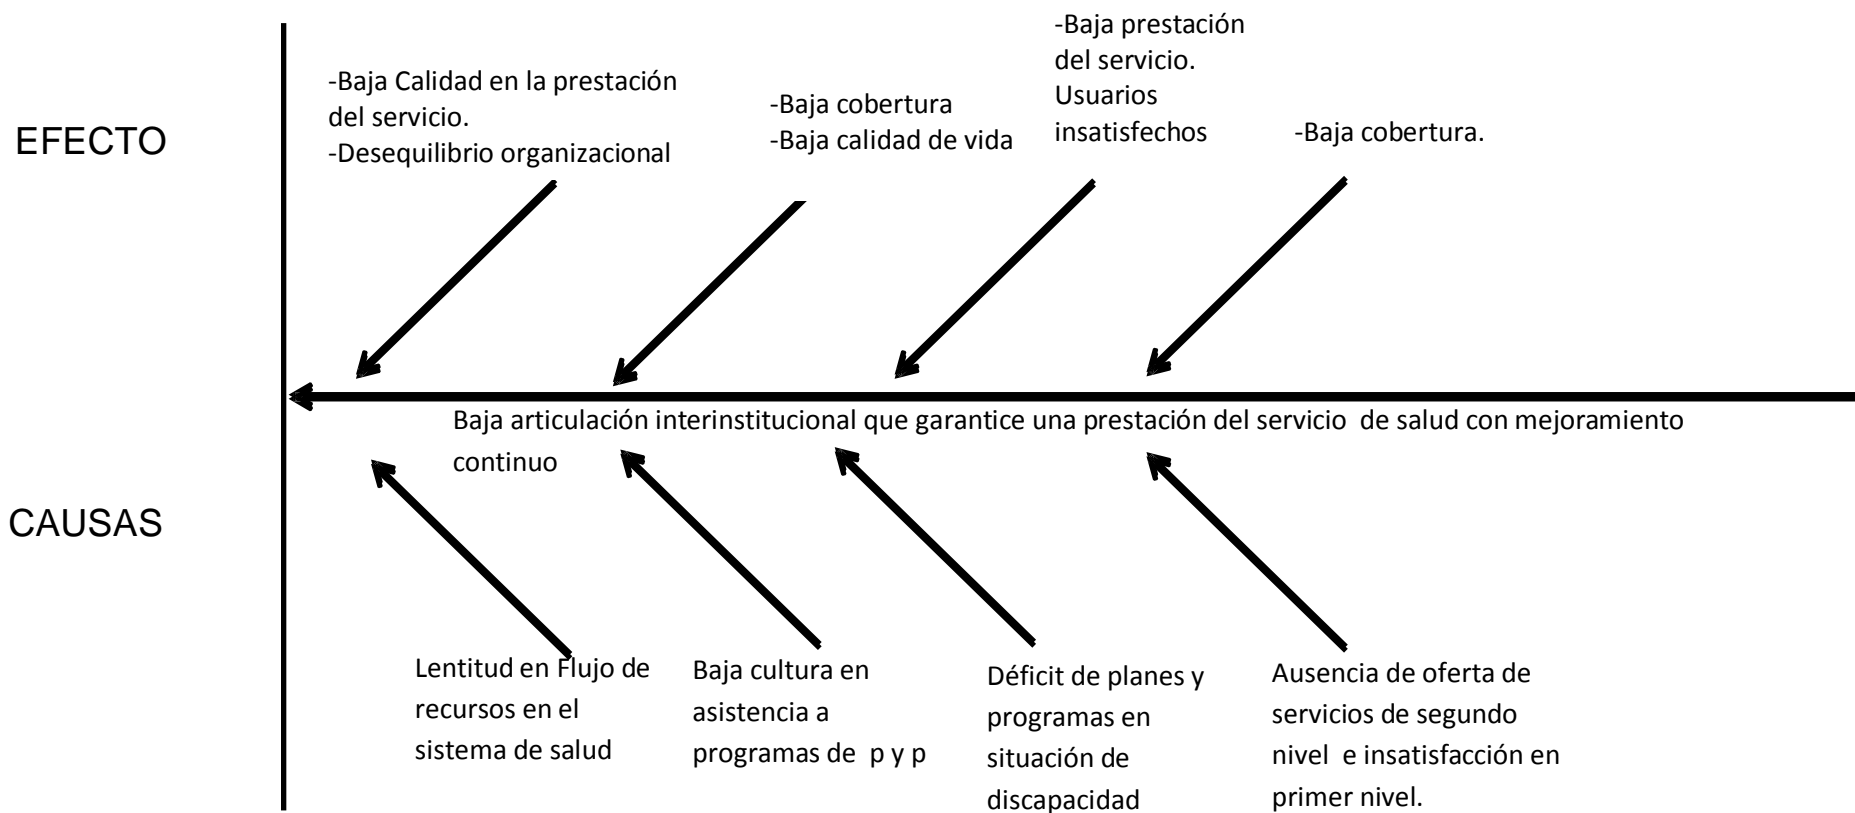 EFECTO
-Baja Calidad en la prestación
del servicio.
-Desequilibrio organizacional
-Baja cobertura
-Baja calidad de vida
-Baja prestación
del servicio.
Usuarios
insatisfechos
-Baja cobertura.
Baja articulación interinstitucional que garantice una prestación del servicio de salud con mejoramiento
continuo
CAUSAS
Lentitud en Flujo de
recursos en el
sistema de salud
Baja cultura en
asistencia a
programas de p y p
Déficit de planes y
programas en
situación de
discapacidad
Ausencia de oferta de
servicios de segundo
nivel e insatisfacción en
primer nivel.